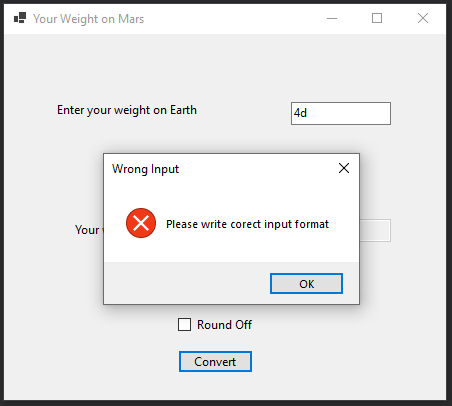 Your Weight on Mars
Enter your weight on Earth
4d
Wrong Input
Please write corect input format
Your
OK
Round Off
Convert